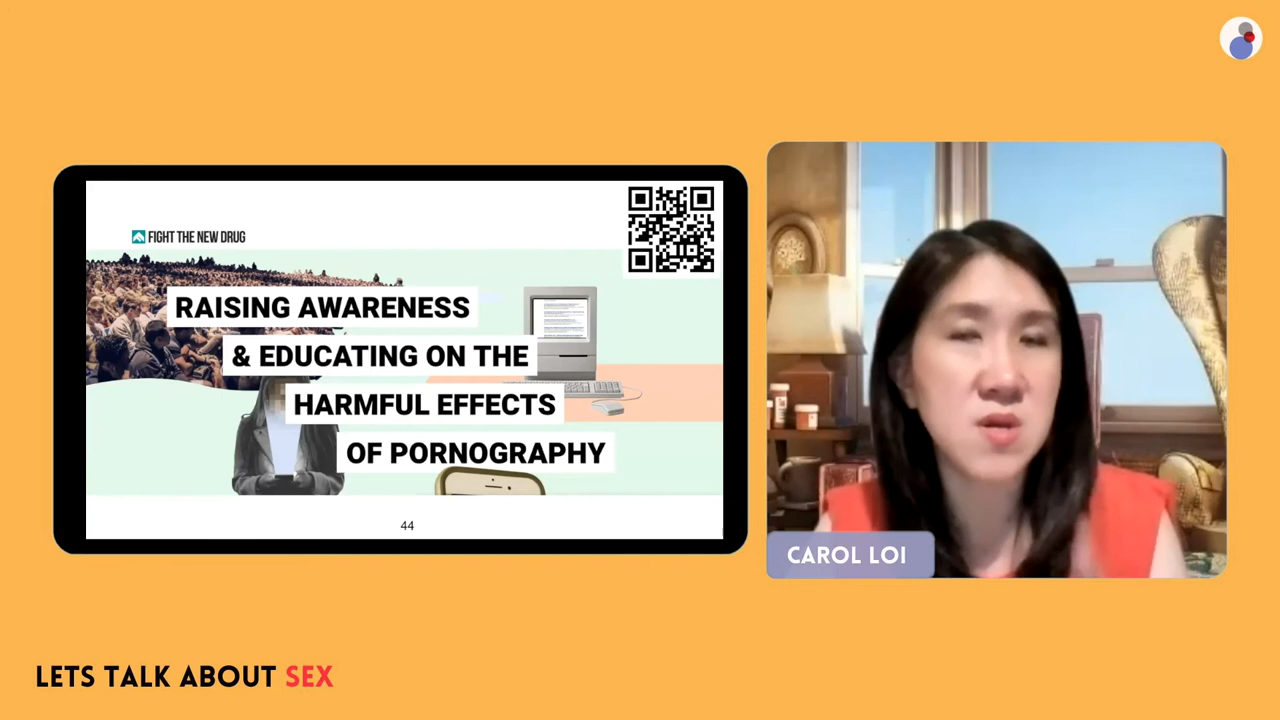 FIGHT THE NEW DRUG
RAISING AWARENESS
& EDUCATING ON THE
HARMFUL EFFECTS
OF PORNOGRAPHY
44
CAROL LOI
LETS TALK ABOUT SEX